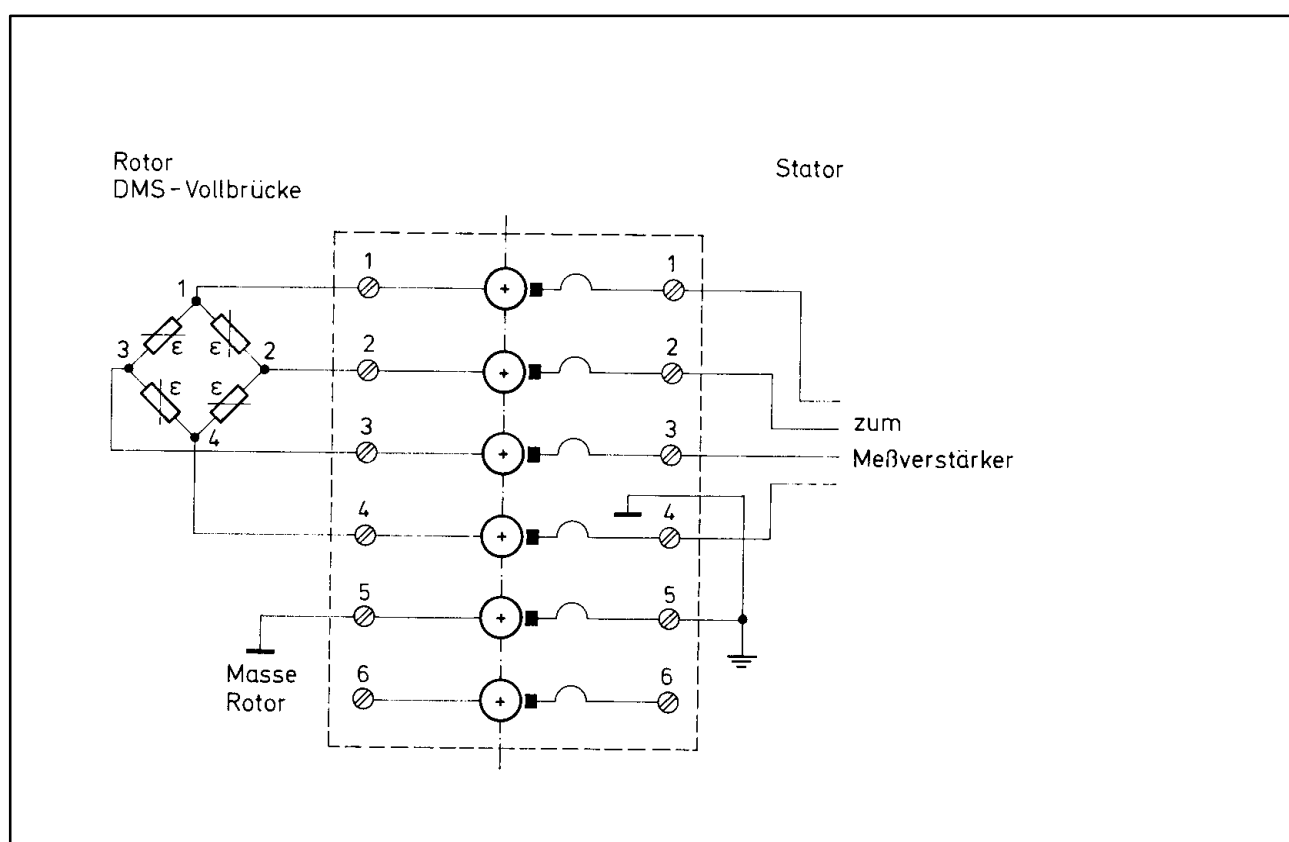 Rotor
DMS-Vollbrücke
Stator
1
1
1
3
ε
ε
2
2
2
ε
ε
4
3
3
zum
Meßverstärker
4
4
5
5
Masse
Rotor
6
6